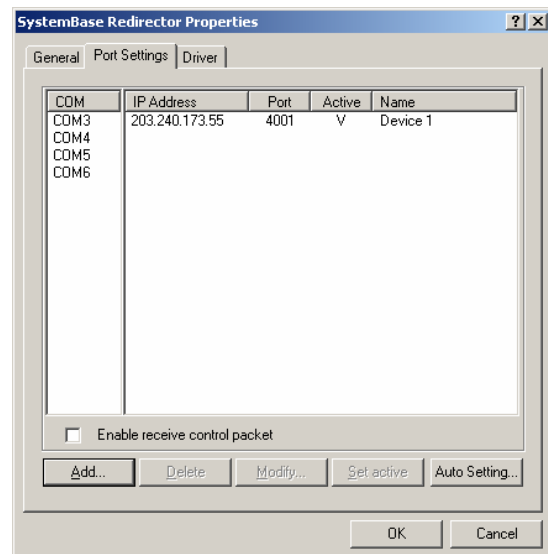 SystemBase Redirector Properties ? X
General Port Settings Driver
COM IP Address Port Active Name
COM3 203.240.173.55 4001 V Device 1
COM4
COM5
COM6
Enable receive control packet
Add... Delete Modify... Set active Auto Setting...
OK Cancel